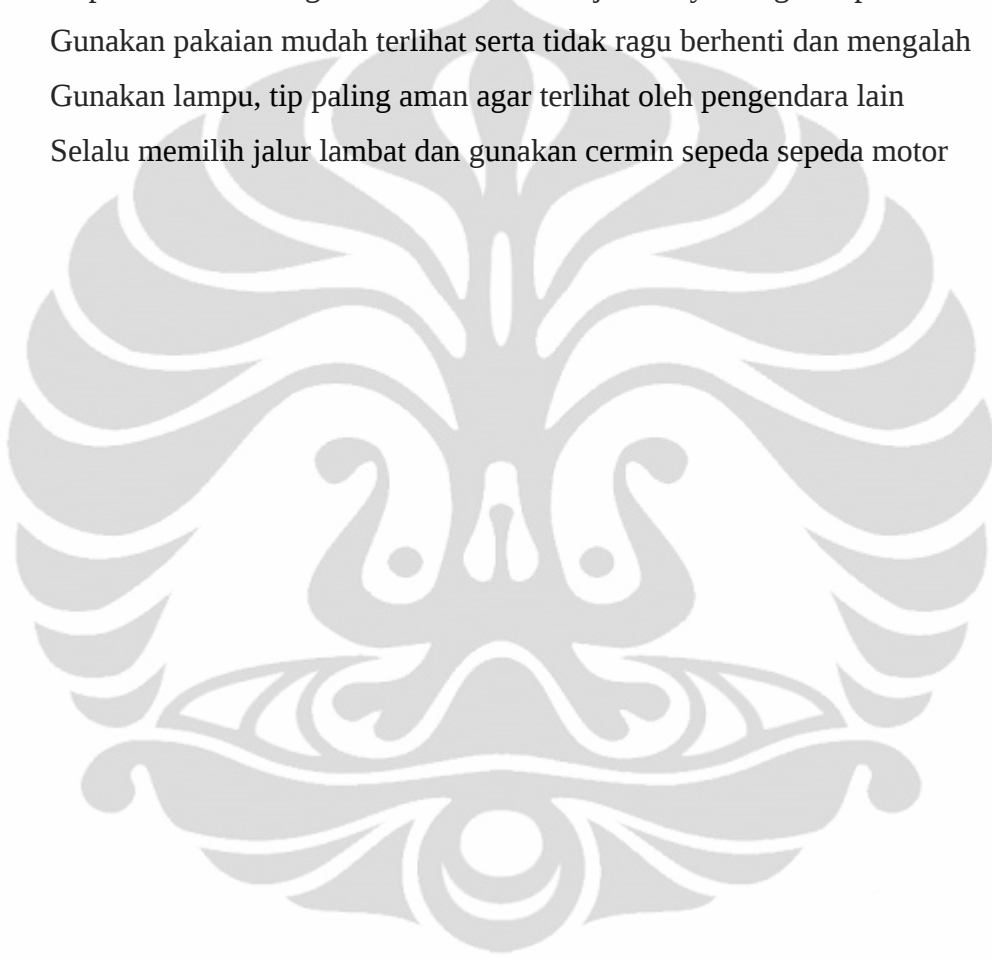 Gunakan pakaian mudah terlihat serta tidak ragu berhenti dan mengalah
Gunakan lampu, tip paling aman agar terlihat oleh pengendara lain
Selalu memilih jalur lambat dan gunakan cermin sepeda sepeda motor